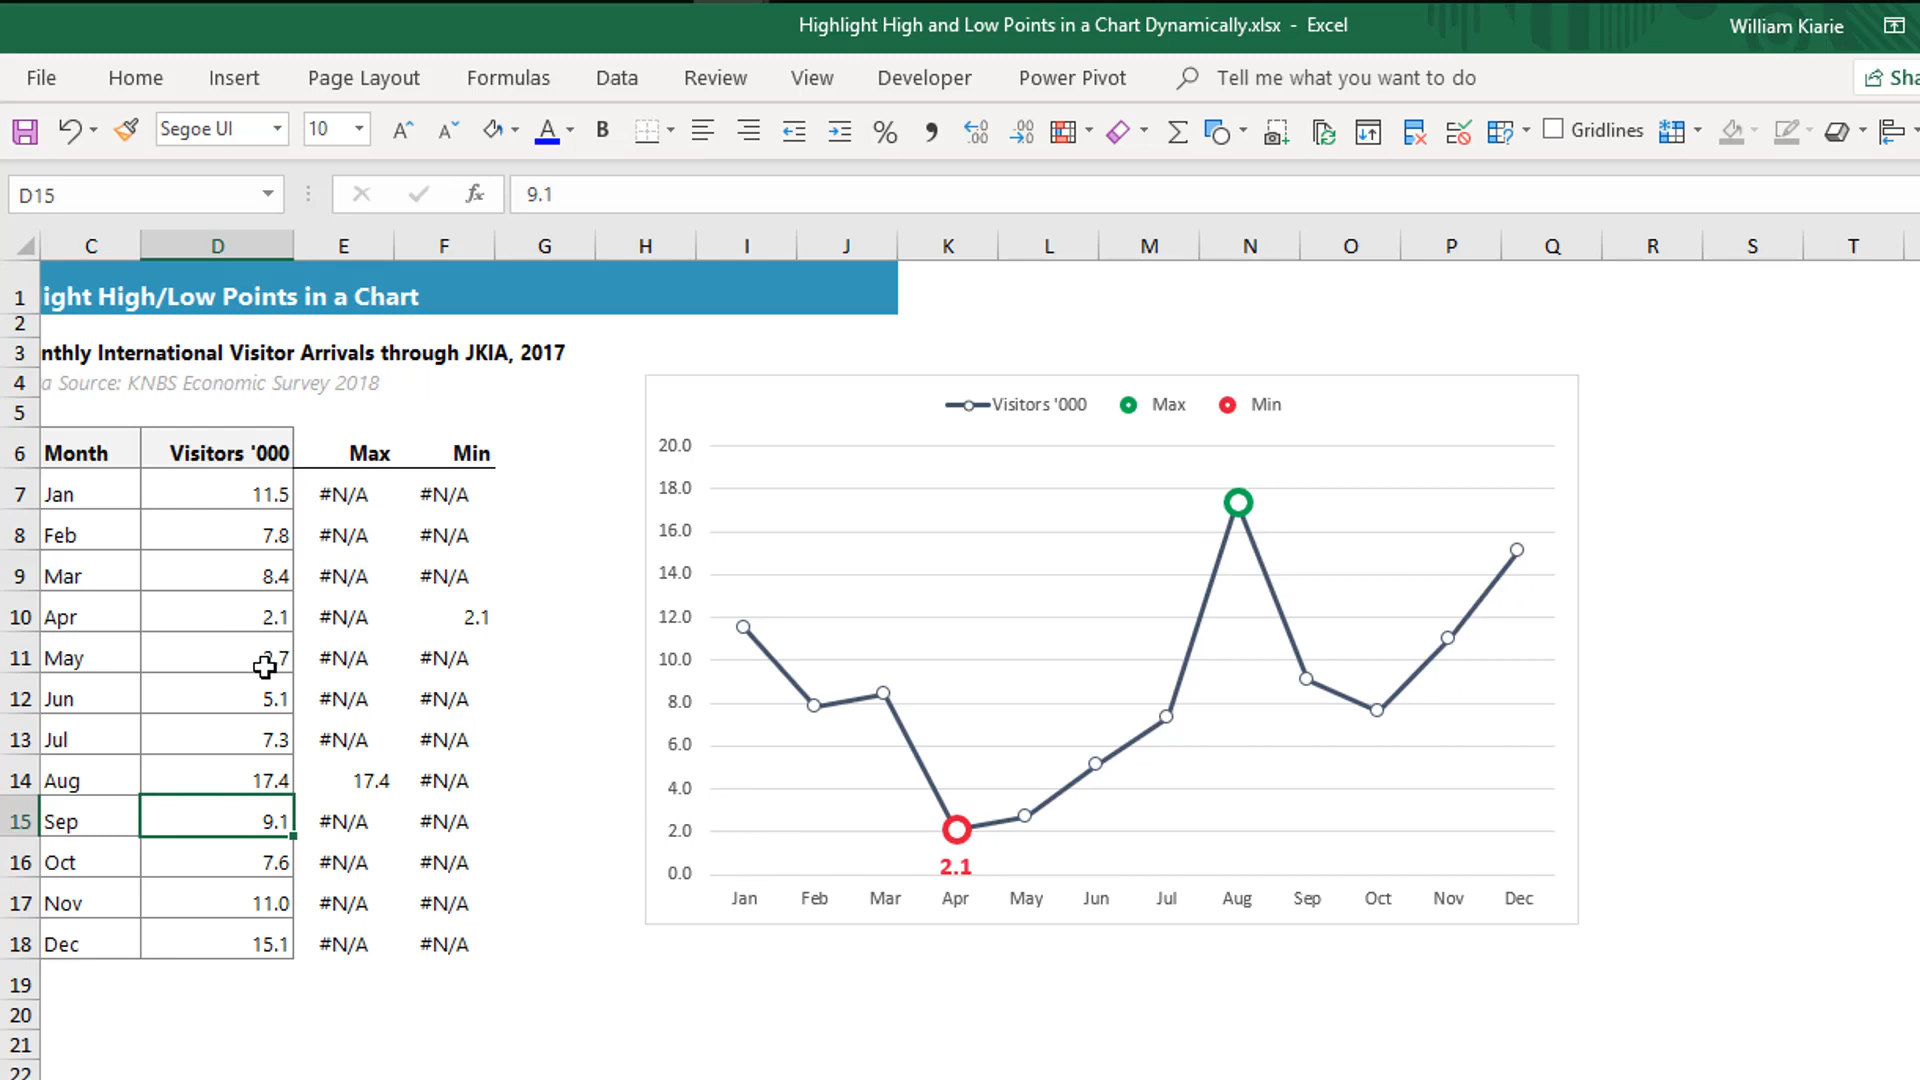 Highlight High and Low Points in a Chart Dynamically.xlsx - Excel
William Kiarie
File Home Insert Page Layout Formulas Data Review View Developer Power Pivot Tell me what you want to do Sha
Segoe UI 10 Gridlines
D15 9.1
C D E F G H I J K L M N O P Q R S T
1 ight High/Low Points in a Chart
2
3 nthly International Visitor Arrivals through JKIA, 2017
4 a Source: KNBS Economic Survey 2018
5
6 Month Visitors '000 Max Min
7 Jan 11.5 #N/A #N/A
8 Feb 7.8 #N/A #N/A
9 Mar 8.4 #N/A #N/A
10 Apr 2.1 #N/A 2.1
11 May .7 #N/A #N/A
12 Jun 5.1 #N/A #N/A
13 Jul 7.3 #N/A #N/A
14 Aug 17.4 17.4 #N/A
15 Sep 9.1 #N/A #N/A
16 Oct 7.6 #N/A #N/A
17 Nov 11.0 #N/A #N/A
18 Dec 15.1 #N/A #N/A
19
20
21
22
Visitors '000 Max Min
20.0
18.0
16.0
14.0
12.0
10.0
8.0
6.0
4.0
2.0
0.0
2.1
Jan Feb Mar Apr May Jun Jul Aug Sep Oct Nov Dec